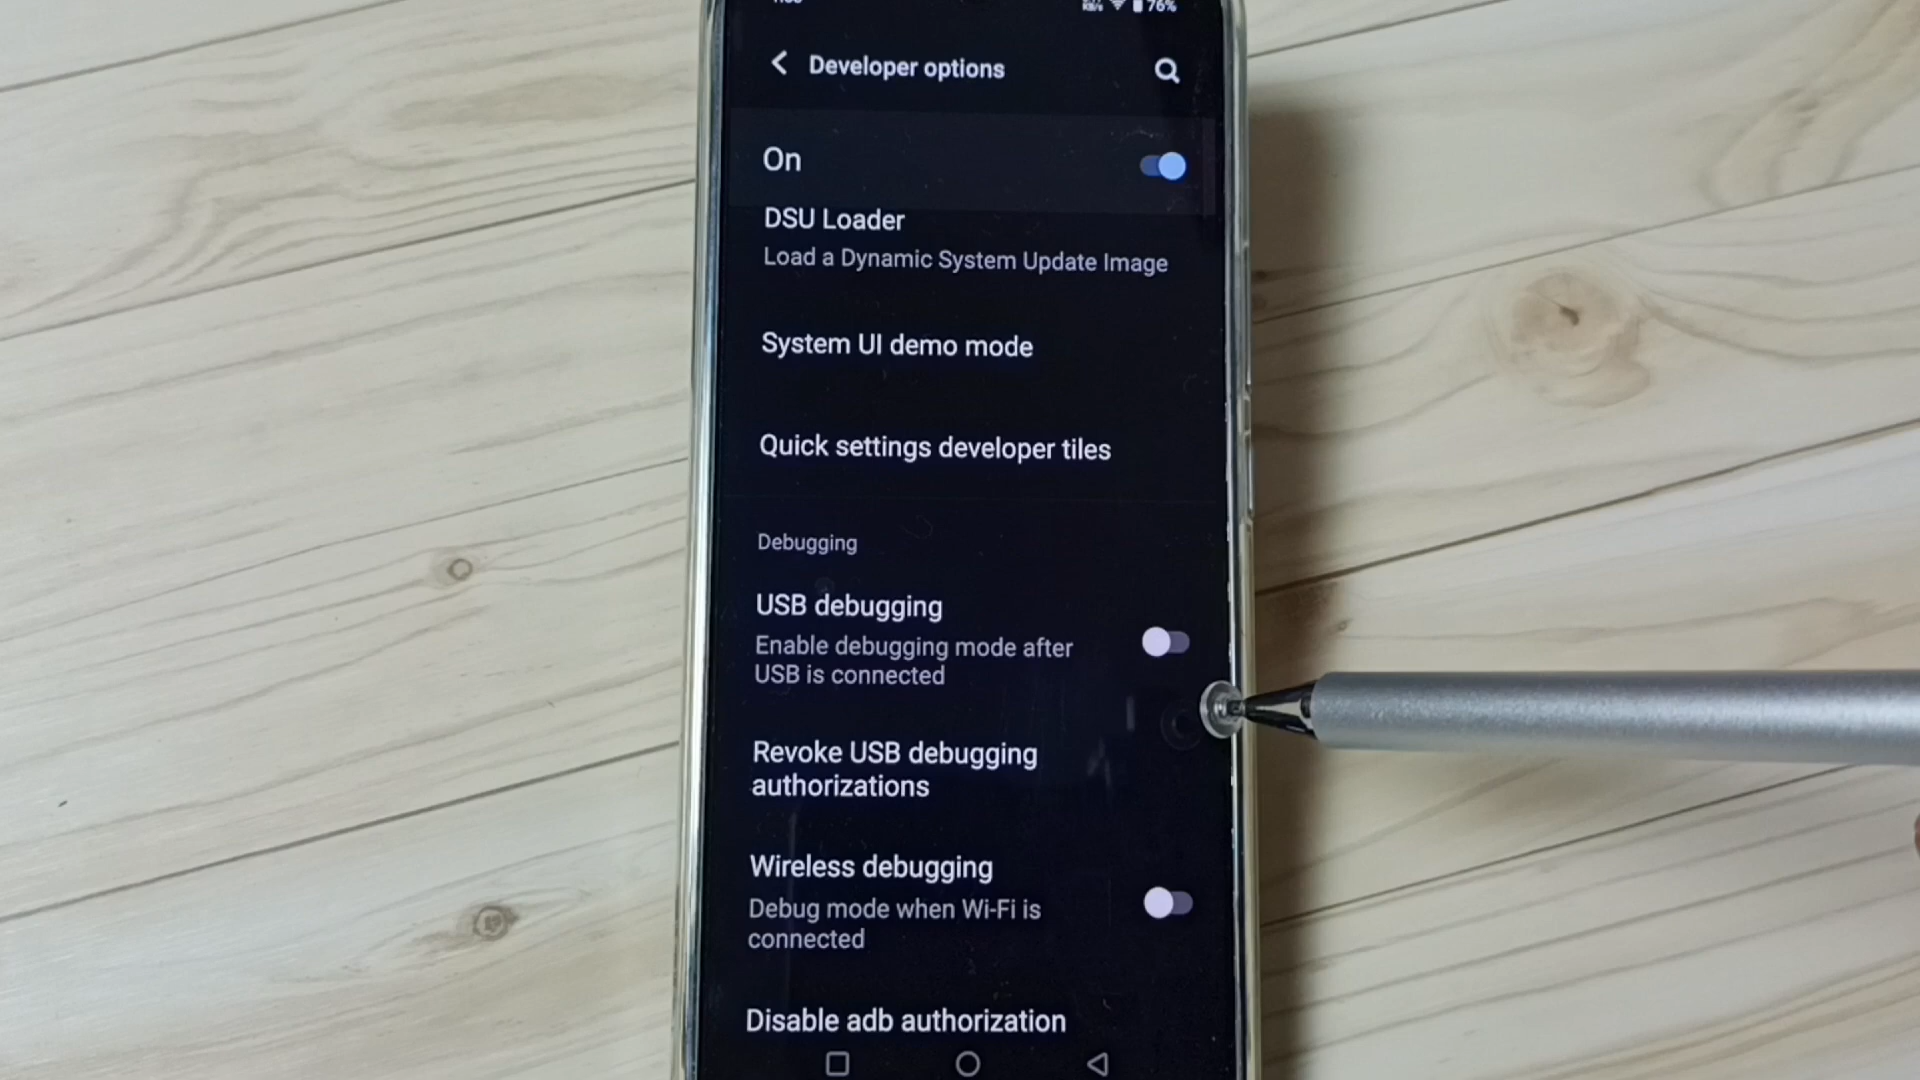 76%
Developer options
On
DSU Loader
Load a Dynamic System Update Image
System UI demo mode
Quick settings developer tiles
Debugging
USB debugging
Enable debugging mode after
USB is connected
Revoke USB debugging
authorizations
Wireless debugging
Debug mode when Wi-Fi is
connected
Disable adb authorization